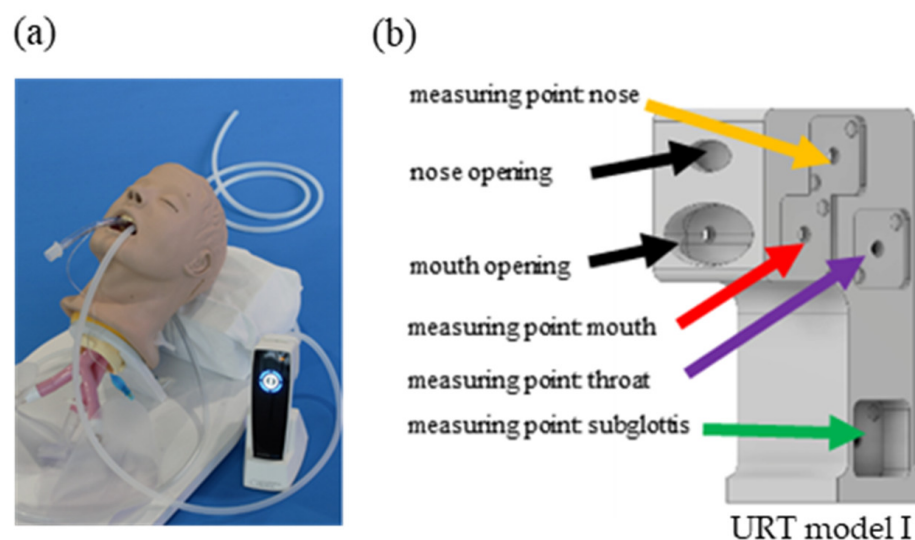 (a)
(b)
measuring point: nose
nose opening
mouth opening
measuring point: mouth
measuring point: throat
measuring point: subglottis
URT model I